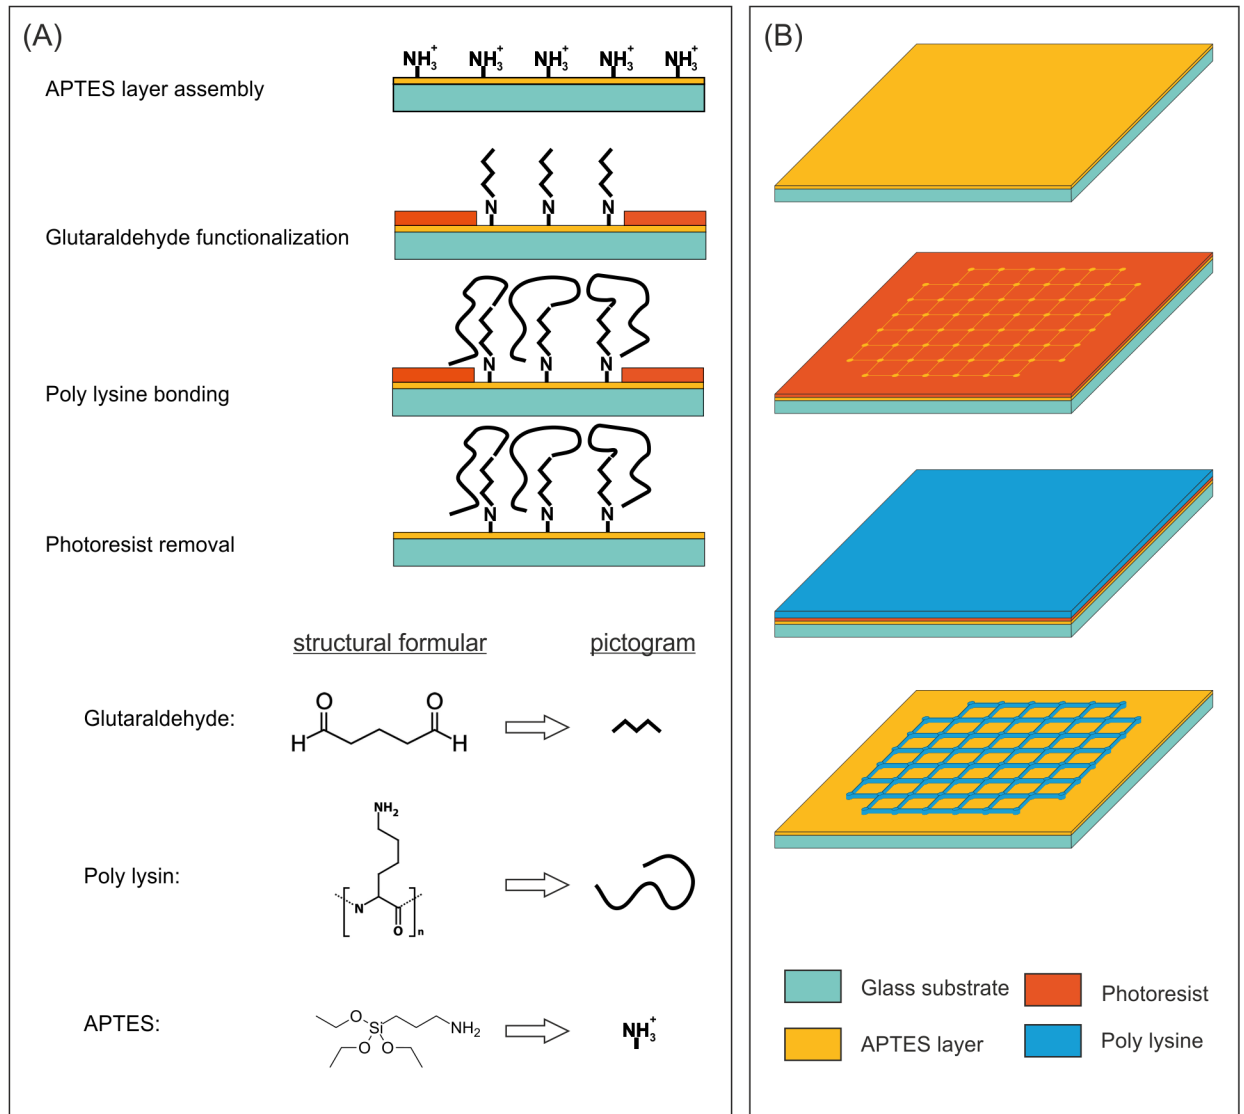 (A)
NH3+ NH3+ NH3+ NH3+ NH3+
APTES layer assembly
N N N
Glutaraldehyde functionalization
N N N
Poly lysine bonding
N N N
Photoresist removal
structural formular pictogram
O O
Glutaraldehyde:
H H
NH2
Poly lysin:
N
O n
APTES:
O Si NH2
O O
NH3+
(B)
Glass substrate
Photoresist
APTES layer
Poly lysine